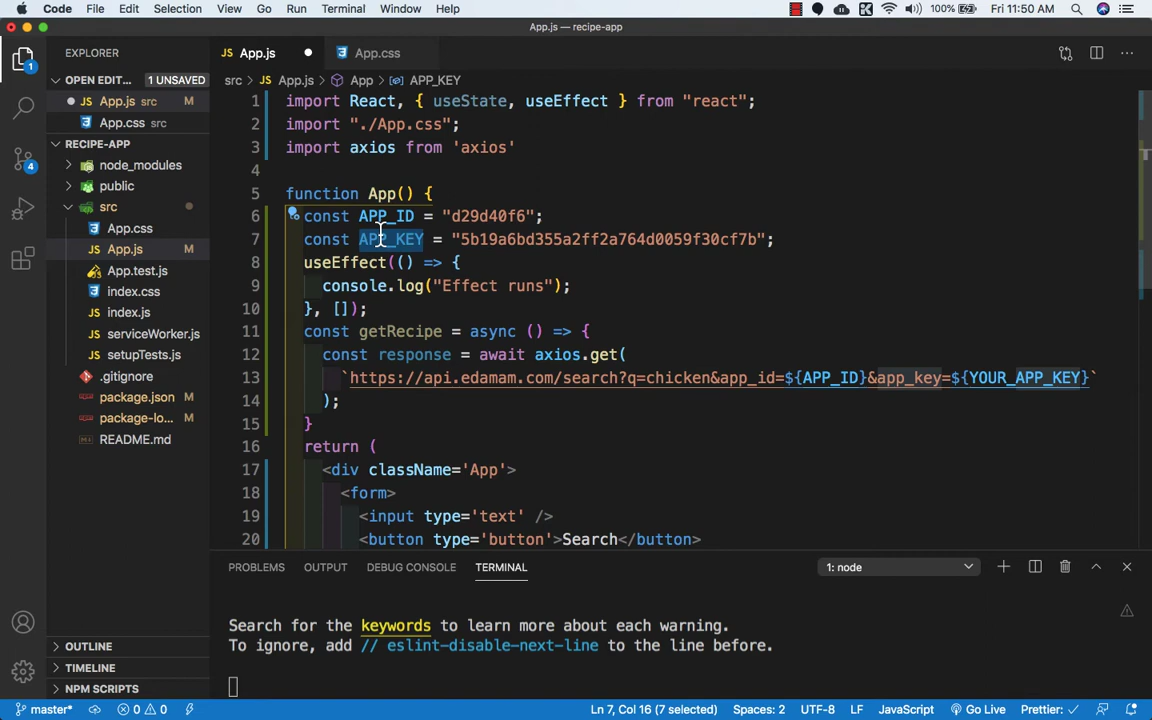 Code File Edit Selection View Go Run Terminal Window Help 100% Fri 11:50 AM
App.js — recipe-app
EXPLORER
OPEN EDIT... 1 UNSAVED
App.js src M
App.css src
RECIPE-APP
node_modules
public
src
App.css
App.js M
App.test.js
index.css
index.js
serviceWorker.js
setupTests.js
.gitignore
package.json M
package-lo... M
README.md
OUTLINE
TIMELINE
NPM SCRIPTS
1
4
JS App.js App.css
src > JS App.js > App > APP_KEY
1 import React, { useState, useEffect } from "react";
2 import "./App.css";
3 import axios from 'axios'
4
5 function App() {
6 const APP_ID = "d29d40f6";
7 const APP_KEY = "5b19a6bd355a2ff2a764d0059f30cf7b";
8 useEffect(() => {
9 console.log("Effect runs");
10 }, []);
11 const getRecipe = async () => {
12 const response = await axios.get(
13 `https://api.edamam.com/search?q=chicken&app_id=${APP_ID}&app_key=${YOUR_APP_KEY}`
14 );
15 }
16 return (
17 <div className='App'>
18 <form>
19 <input type='text' />
20 <button type='button'>Search</button>
PROBLEMS OUTPUT DEBUG CONSOLE TERMINAL 1: node
Search for the keywords to learn more about each warning.
To ignore, add // eslint-disable-next-line to the line before.
master* 0 0 Ln 7, Col 16 (7 selected) Spaces: 2 UTF-8 LF JavaScript Go Live Prettier: ✓